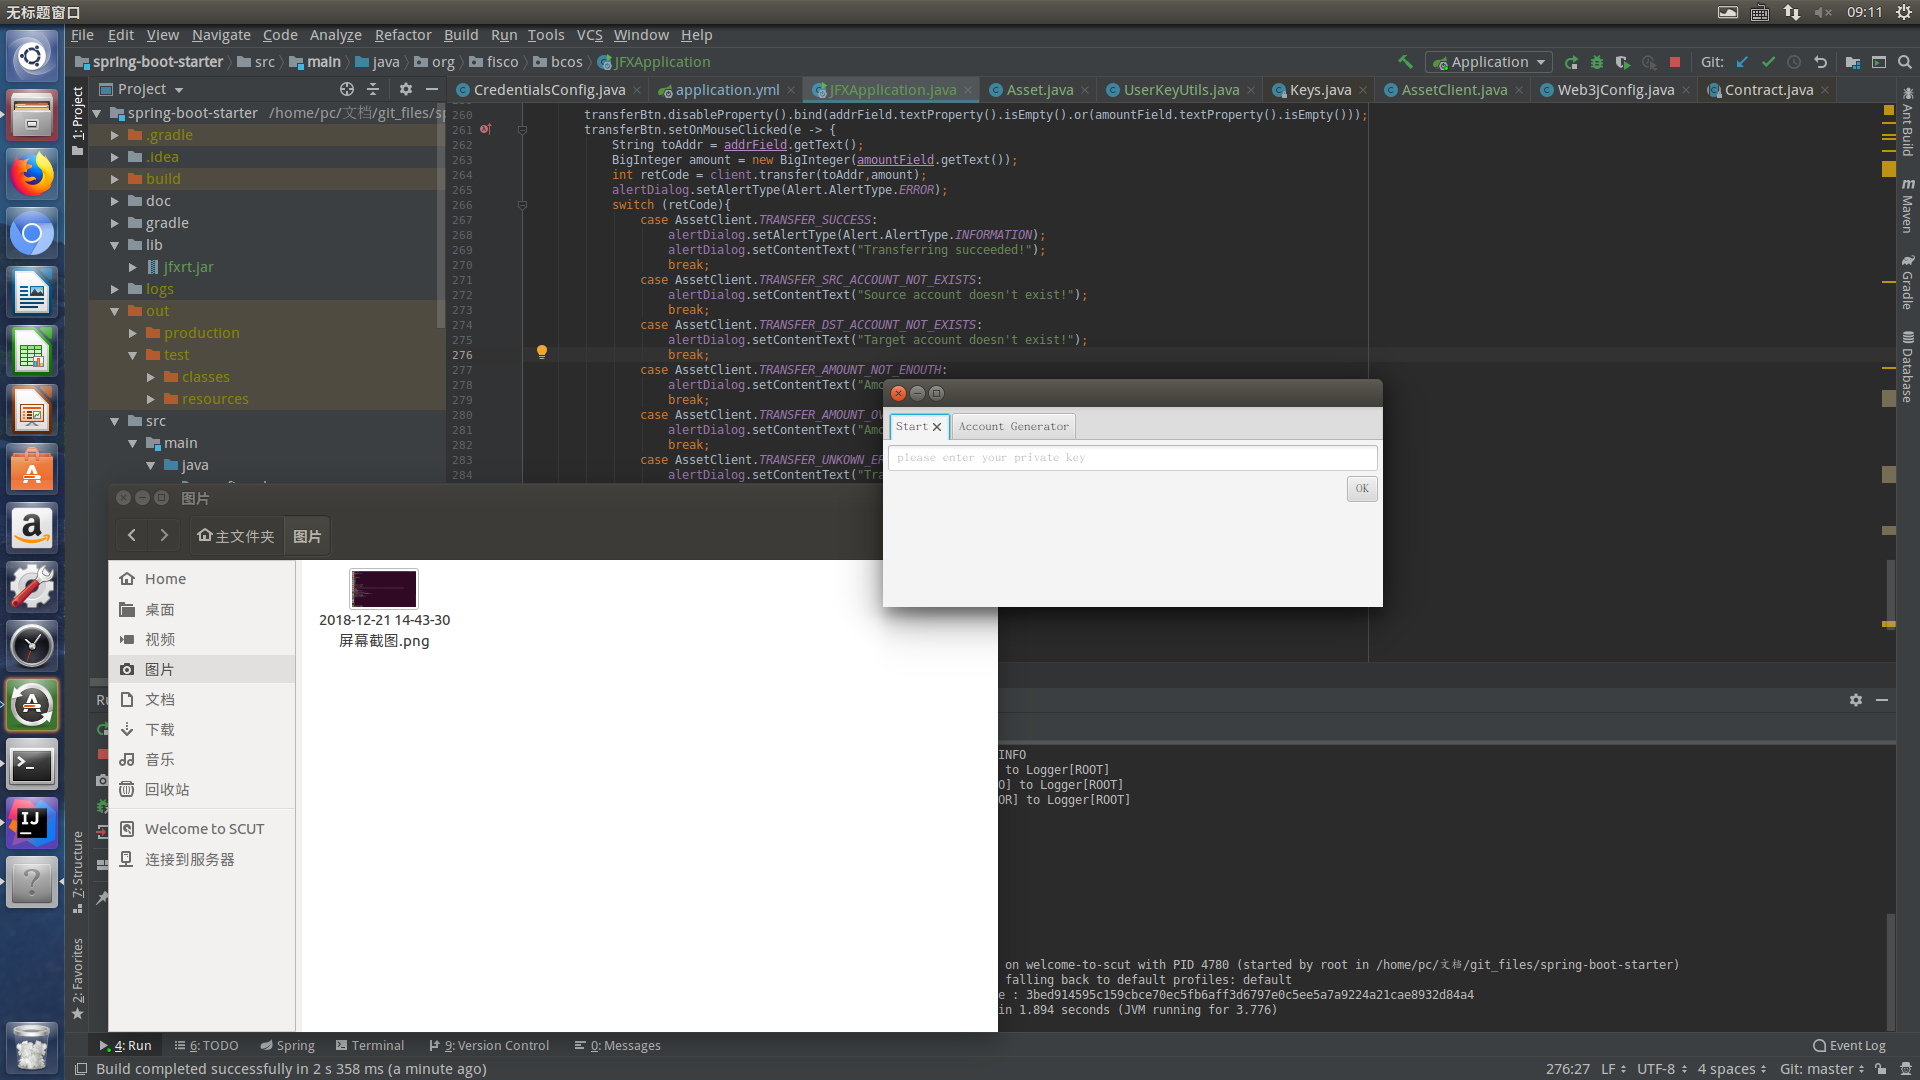 无标题窗口
09:11
File Edit View Navigate Code Analyze Refactor Build Run Tools VCS Window Help
spring-boot-starter src main java org fisco bcos JFXApplication
Application
Git:
Project
CredentialsConfig.java application.yml JFXApplication.java Asset.java UserKeyUtils.java Keys.java AssetClient.java Web3jConfig.java Contract.java
spring-boot-starter /home/pc/文档/git_files/sp
.gradle
.idea
build
doc
gradle
lib
jfxrt.jar
logs
out
production
test
classes
resources
src
main
java
1: Project
7: Structure
2: Favorites
Ant Build
Maven
Gradle
Database
260 transferBtn.disableProperty().bind(addrField.textProperty().isEmpty().or(amountField.textProperty().isEmpty()));
261 transferBtn.setOnMouseClicked(e -> {
262 String toAddr = addrField.getText();
263 BigInteger amount = new BigInteger(amountField.getText());
264 int retCode = client.transfer(toAddr,amount);
265 alertDialog.setAlertType(Alert.AlertType.ERROR);
266 switch (retCode){
267 case AssetClient.TRANSFER_SUCCESS:
268 alertDialog.setAlertType(Alert.AlertType.INFORMATION);
269 alertDialog.setContentText("Transferring succeeded!");
270 break;
271 case AssetClient.TRANSFER_SRC_ACCOUNT_NOT_EXISTS:
272 alertDialog.setContentText("Source account doesn't exist!");
273 break;
274 case AssetClient.TRANSFER_DST_ACCOUNT_NOT_EXISTS:
275 alertDialog.setContentText("Target account doesn't exist!");
276 break;
277 case AssetClient.TRANSFER_AMOUNT_NOT_ENOUTH:
278 alertDialog.setContentText("Amo
279 break;
280 case AssetClient.TRANSFER_AMOUNT_OV
281 alertDialog.setContentText("Amo
282 break;
283 case AssetClient.TRANSFER_UNKOWN_ER
284 alertDialog.setContentText("Tra
Start
Account Generator
please enter your private key
OK
图片
主文件夹 图片
Home
桌面
视频
图片
文档
下载
音乐
回收站
Welcome to SCUT
连接到服务器
2018-12-21 14-43-30
屏幕截图.png
Ru
INFO
to Logger[ROOT]
O] to Logger[ROOT]
OR] to Logger[ROOT]
on welcome-to-scut with PID 4780 (started by root in /home/pc/文档/git_files/spring-boot-starter)
falling back to default profiles: default
e : 3bed914595c159cbce70ec5fb6aff3d6797e0c5ee5a7a9224a21cae8932d84a4
in 1.894 seconds (JVM running for 3.776)
4: Run 6: TODO Spring Terminal 9: Version Control 0: Messages
Event Log
Build completed successfully in 2 s 358 ms (a minute ago)
276:27 LF UTF-8 4 spaces Git: master